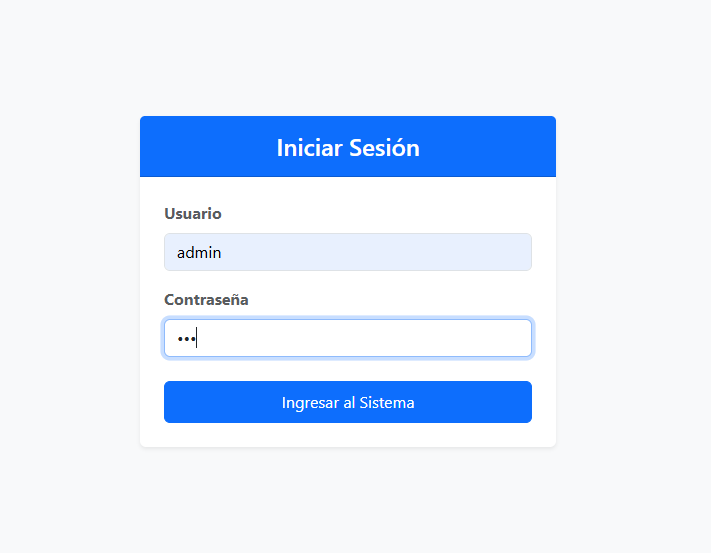 Iniciar Sesión
Usuario
admin
Contraseña
•••
Ingresar al Sistema